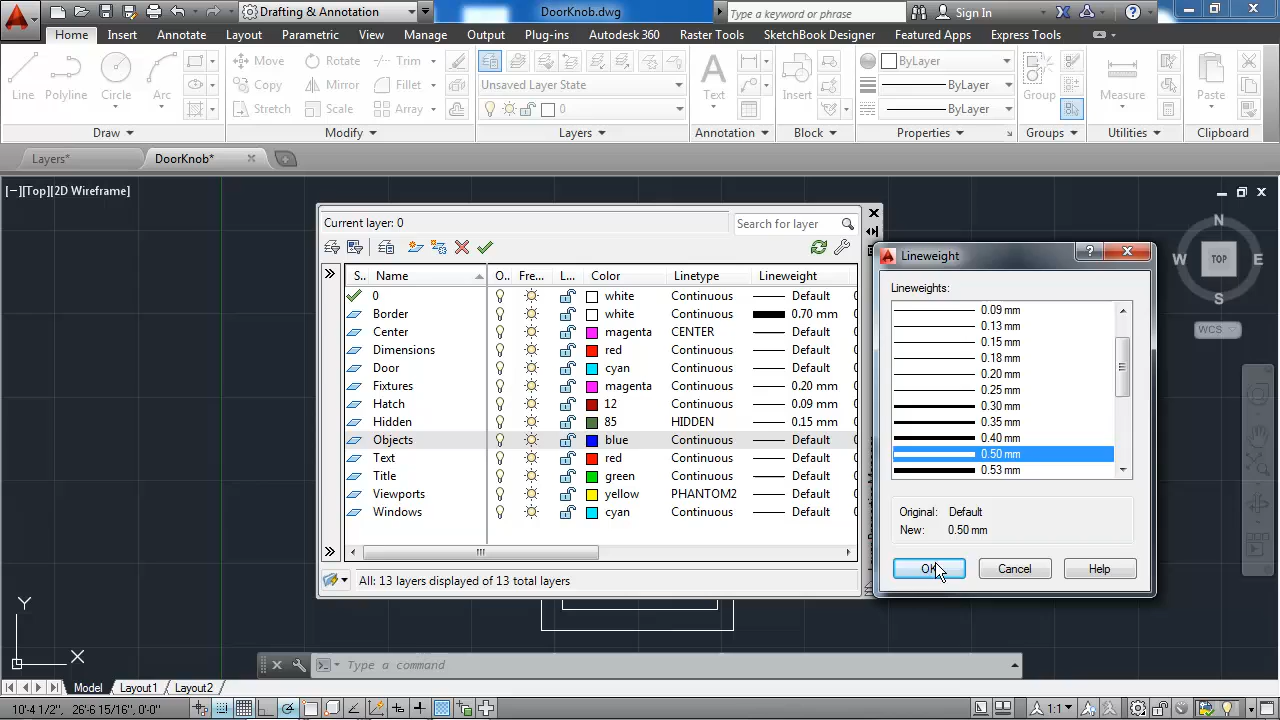 Drafting & Annotation
DoorKnob.dwg
Type a keyword or phrase
Sign In
Home Insert Annotate Layout Parametric View Manage Output Plug-ins Autodesk 360 Raster Tools SketchBook Designer Featured Apps Express Tools
Line Polyline Circle Arc
Draw
Move Rotate Trim
Copy Mirror
Stretch Scale Array
Modify
Unsaved Layer State
0
Layers
Text
Annotation
Insert
Block
ByLayer
ByLayer
ByLayer
Properties
Group
Groups
Measure
Utilities
Paste
Clipboard
Layers*
DoorKnob*
[−][Top][2D Wireframe]
N
W TOP E
S
WCS
Current layer: 0
Search for layer
S.. Name O.. Fre... L... Color Linetype Lineweight
0 white Continuous Default
Border white Continuous 0.70 mm
Center magenta CENTER Default
Dimensions red Continuous Default
Door cyan Continuous Default
Fixtures magenta Continuous 0.20 mm
Hatch 12 Continuous 0.09 mm
Hidden 85 HIDDEN 0.15 mm
Objects blue Continuous Default
Text red Continuous Default
Title green Continuous Default
Viewports yellow PHANTOM2 Default
Windows cyan Continuous Default
All: 13 layers displayed of 13 total layers
Lineweight
Lineweights:
0.09 mm
0.13 mm
0.15 mm
0.18 mm
0.20 mm
0.25 mm
0.30 mm
0.35 mm
0.40 mm
0.50 mm
0.53 mm
Original: Default
New: 0.50 mm
OK Cancel Help
Y
X
Type a command
Model Layout1 Layout2
10'-4 1/2", 26'-6 15/16", 0'-0"
1:1